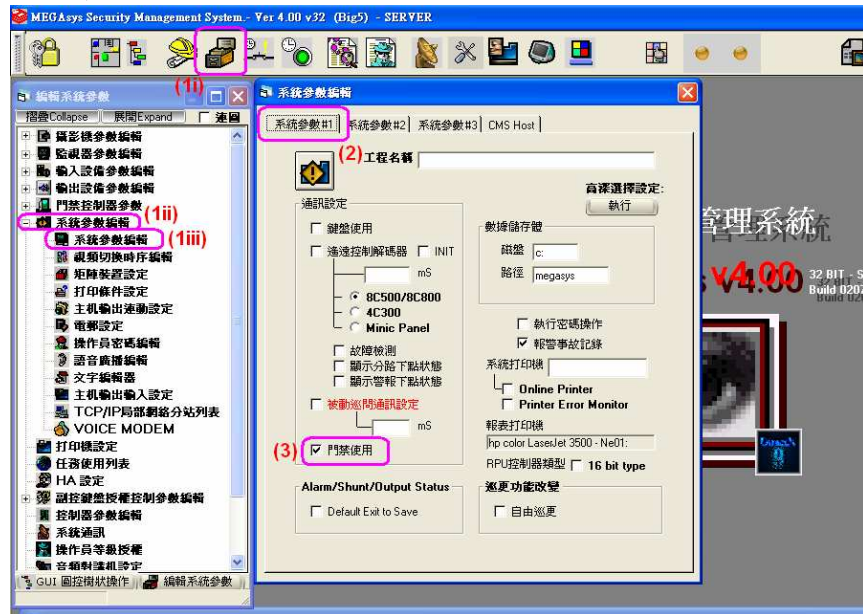 MEGAsys Security Management System.- Ver 4.00 v32 (Big5) - SERVER
(1i)
編輯系統參數
摺疊Collapse 展開Expand 連圖
攝影機參數編輯
監視器參數編輯
輸入設備參數編輯
輸出設備參數編輯
門禁控制器參數
系統參數編輯 (1ii)
系統參數編輯 (1iii)
視頻切換時序編輯
矩陣裝置設定
打印條件設定
主機輸出連動設定
電郵設定
操作員密碼編輯
語音廣播編輯
文字編輯器
主機輸出輸入設定
TCP/IP局部網絡分站列表
VOICE MODEM
打印機設定
任務使用列表
HA 設定
副控鍵盤授權控制參數編輯
控制器參數編輯
系統通訊
操作員等級授權
音頻對講機設定
GUI 圖控樹狀操作 編輯系統參數
系統參數編輯
系統參數#1 系統參數#2 系統參數#3 CMS Host
(2) 工程名稱
通訊設定
鍵盤使用
遙遠控制解碼器 INIT
mS
8C500/8C800
4C300
Minic Panel
故障檢測
顯示分路下點狀態
顯示警報下點狀態
被動巡問通訊設定
mS
(3) 門禁使用
Alarm/Shunt/Output Status
Default Exit to Save
選擇設定:
執行
數據儲存體
磁盤 c:
路徑 megasys
執行密碼操作
報警事故記錄
系統打印機
Online Printer
Printer Error Monitor
報表打印機
hp color LaserJet 3500 - Ne01:
RPU控制器類型 16 bit type
巡更功能改變
自由巡更
管理系統
v4.00
32 BIT - S
Build 0207